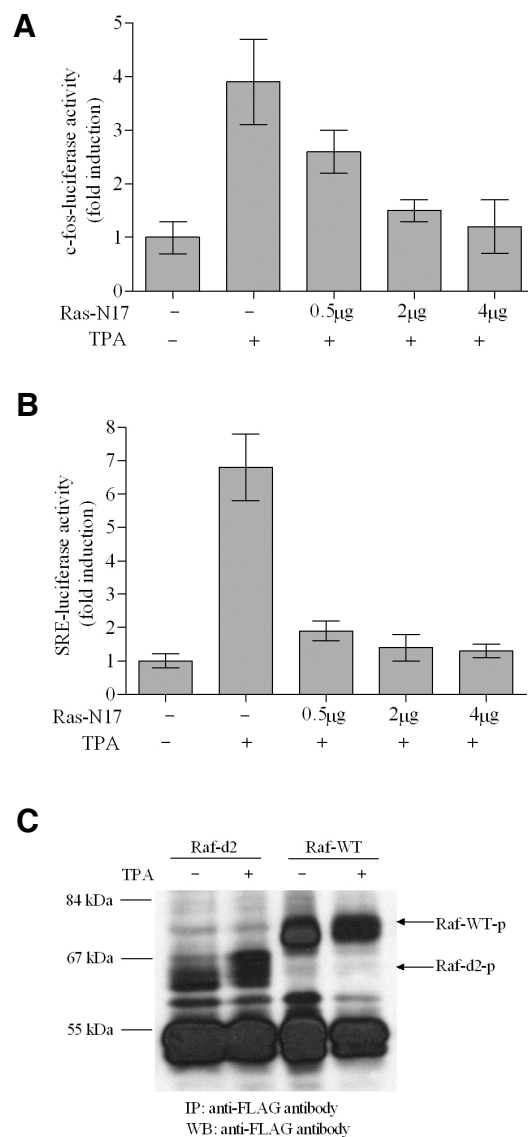 A
c-fos-luciferase activity
(fold induction)
5
4
3
2
1
0
Ras-N17 – – 0.5μg 2μg 4μg
TPA – + + + +
B
SRE-luciferase activity
(fold induction)
8
7
6
5
4
3
2
1
0
Ras-N17 – – 0.5μg 2μg 4μg
TPA – + + + +
C
Raf-d2 Raf-WT
TPA – + – +
84 kDa
Raf-WT-p
67 kDa
Raf-d2-p
55 kDa
IP: anti-FLAG antibody
WB: anti-FLAG antibody